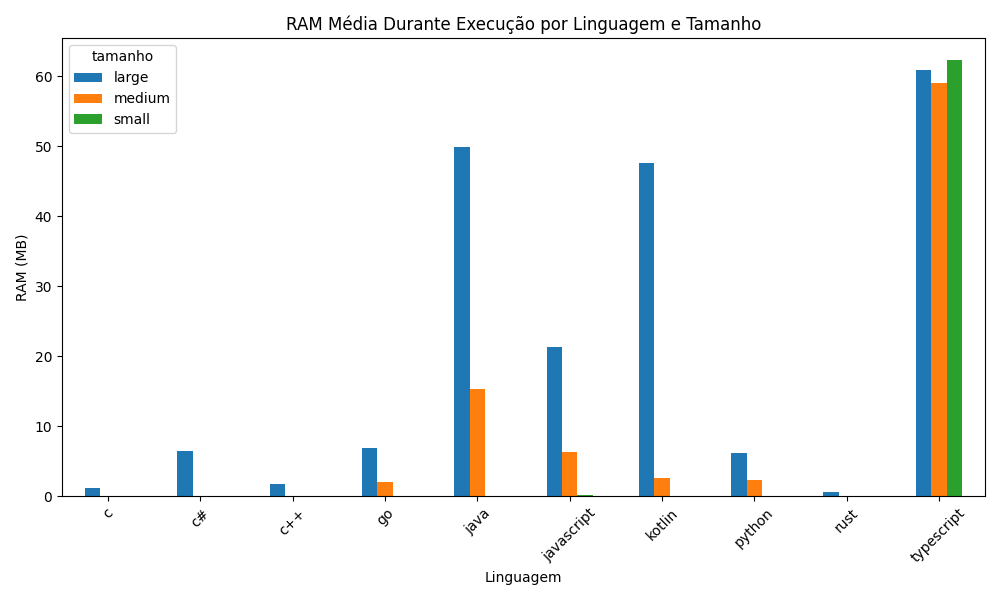 RAM Média Durante Execução por Linguagem e Tamanho
tamanho
large
medium
small
RAM (MB)
60
50
40
30
20
10
0
c
c#
c++
go
java
javascript
kotlin
python
rust
typescript
Linguagem